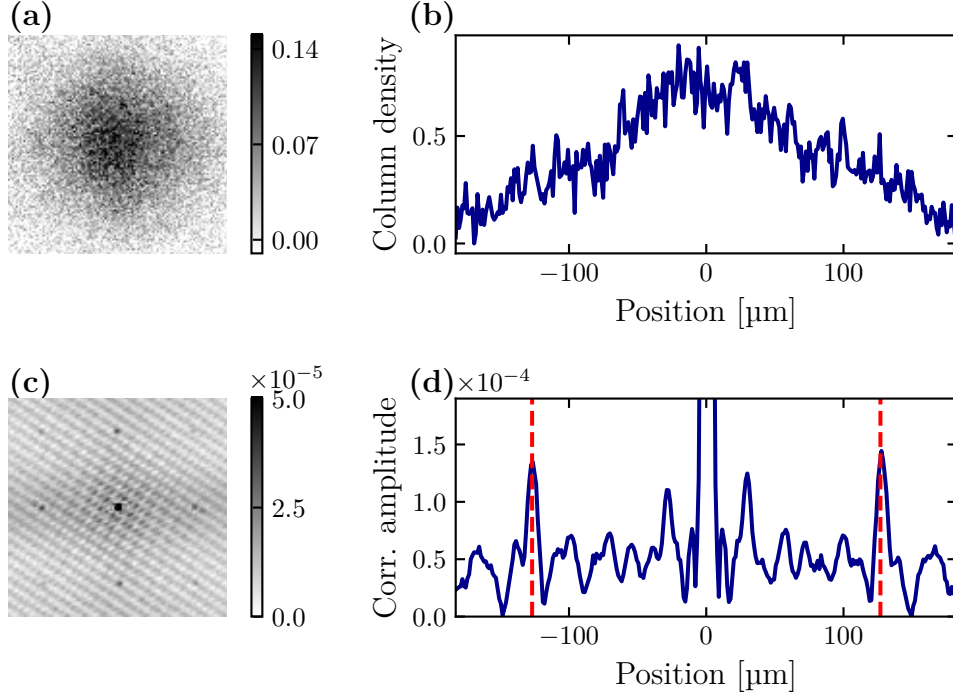 (a)
0.14
0.07
0.00
(b)
Column density
0.5
0.0
−100
0
100
Position [µm]
(c)
×10⁻⁵
5.0
2.5
0.0
(d)
×10⁻⁴
Corr. amplitude
1.5
1.0
0.5
0.0
−100
0
100
Position [µm]